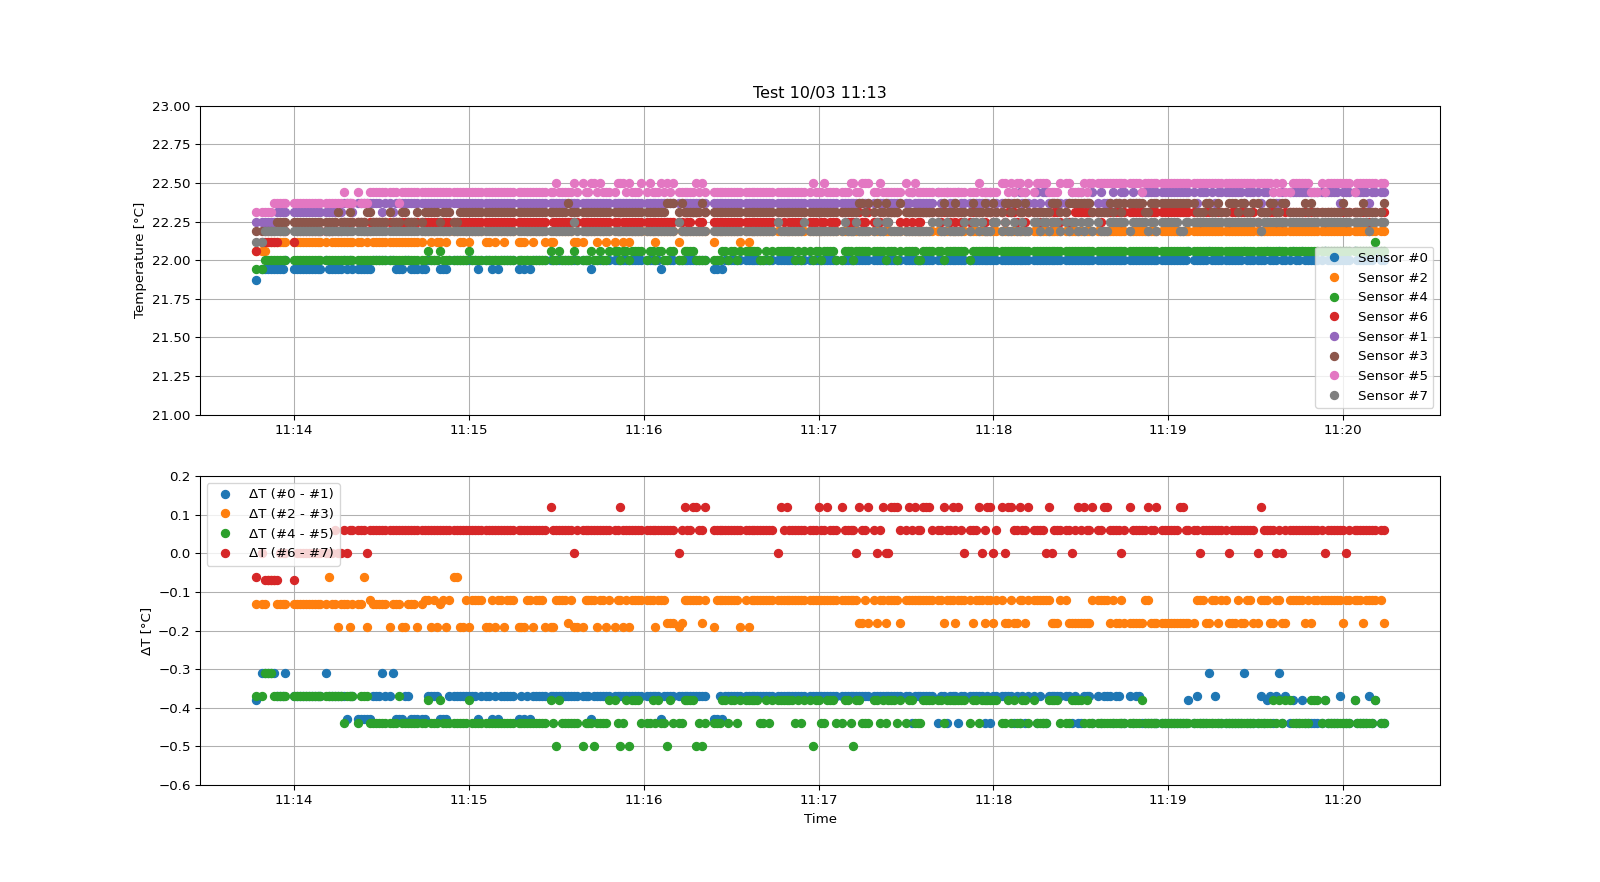 Test 10/03 11:13
Temperature [°C]
23.00
22.75
22.50
22.25
22.00
21.75
21.50
21.25
21.00
Sensor #0
Sensor #2
Sensor #4
Sensor #6
Sensor #1
Sensor #3
Sensor #5
Sensor #7
11:14 11:15 11:16 11:17 11:18 11:19 11:20
ΔT [°C]
0.2
0.1
0.0
−0.1
−0.2
−0.3
−0.4
−0.5
−0.6
ΔT (#0 - #1)
ΔT (#2 - #3)
ΔT (#4 - #5)
ΔT (#6 - #7)
11:14 11:15 11:16 11:17 11:18 11:19 11:20
Time